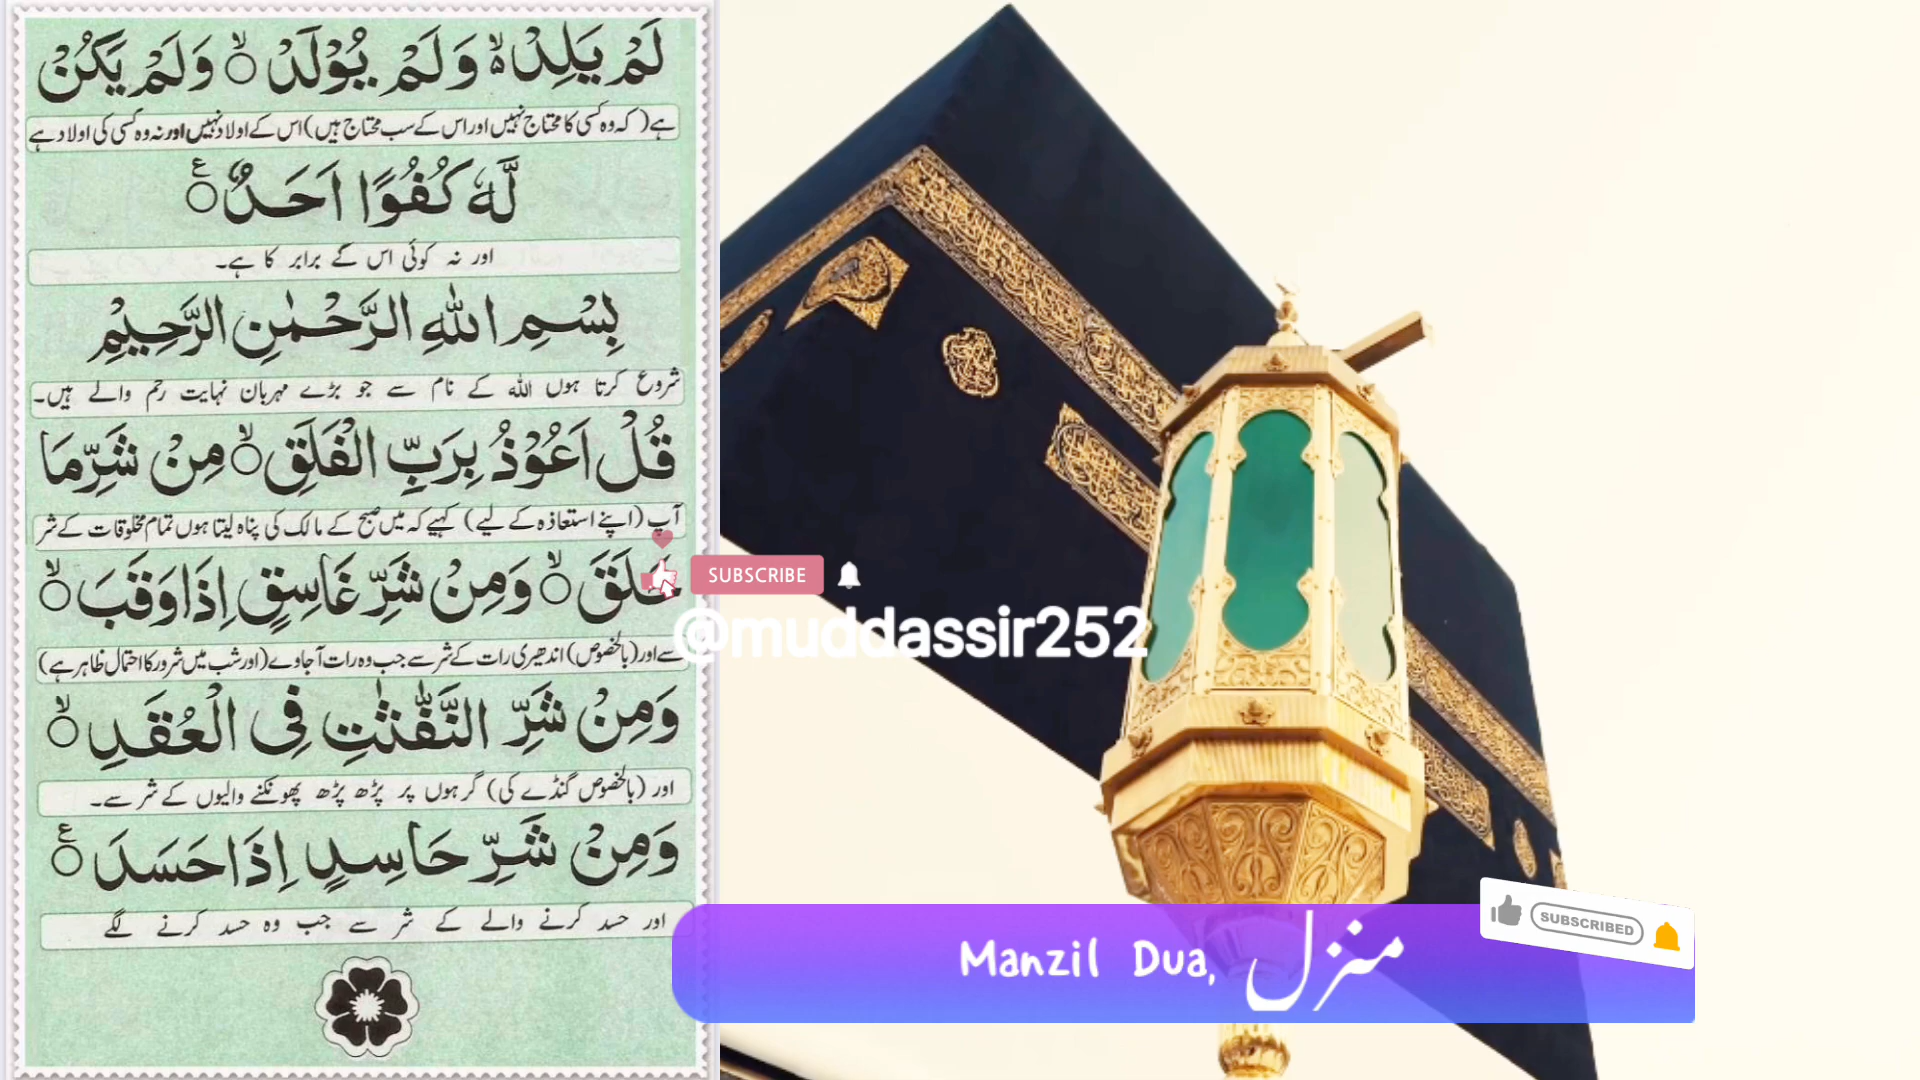 لَمْ يَلِدْ ۙ۬ وَلَمْ يُوْلَدْ ۙ وَلَمْ يَكُنْ
ہے (کہ وہ کسی کا محتاج نہیں اور اس کے سب محتاج ہیں) اس کے اولاد نہیں اور نہ وہ کسی کی اولاد ہے
لَّهٗ كُفُوًا اَحَدٌ ۧ
اور نہ کوئی اس کے برابر کا ہے۔
بِسْمِ اللّٰهِ الرَّحْمٰنِ الرَّحِيْمِ
شروع کرتا ہوں اللہ کے نام سے جو بڑے مہربان نہایت رحم والے ہیں۔
قُلْ اَعُوْذُ بِرَبِّ الْفَلَقِ ۙ مِنْ شَرِّ مَا
آپ (اپنے استعاذہ کے لیے) کہیے کہ میں صبح کے مالک کی پناہ لیتا ہوں تمام مخلوقات کے شر
خَلَقَ ۙ وَمِنْ شَرِّ غَاسِقٍ اِذَا وَقَبَ ۙ
سے اور (بالخصوص) اندھیری رات کے شر سے جب وہ رات آ جاوے (اور شب میں شرور کا احتمال ظاہر ہے)
وَمِنْ شَرِّ النَّفّٰثٰتِ فِى الْعُقَدِ ۙ
اور (بالخصوص گنڈے کی) گرہوں پر پڑھ پڑھ پھونکنے والیوں کے شر سے۔
وَمِنْ شَرِّ حَاسِدٍ اِذَا حَسَدَ ۧ
اور حسد کرنے والے کے شر سے جب وہ حسد کرنے لگے
SUBSCRIBE
@muddassir252
Manzil Dua, منزل
SUBSCRIBED